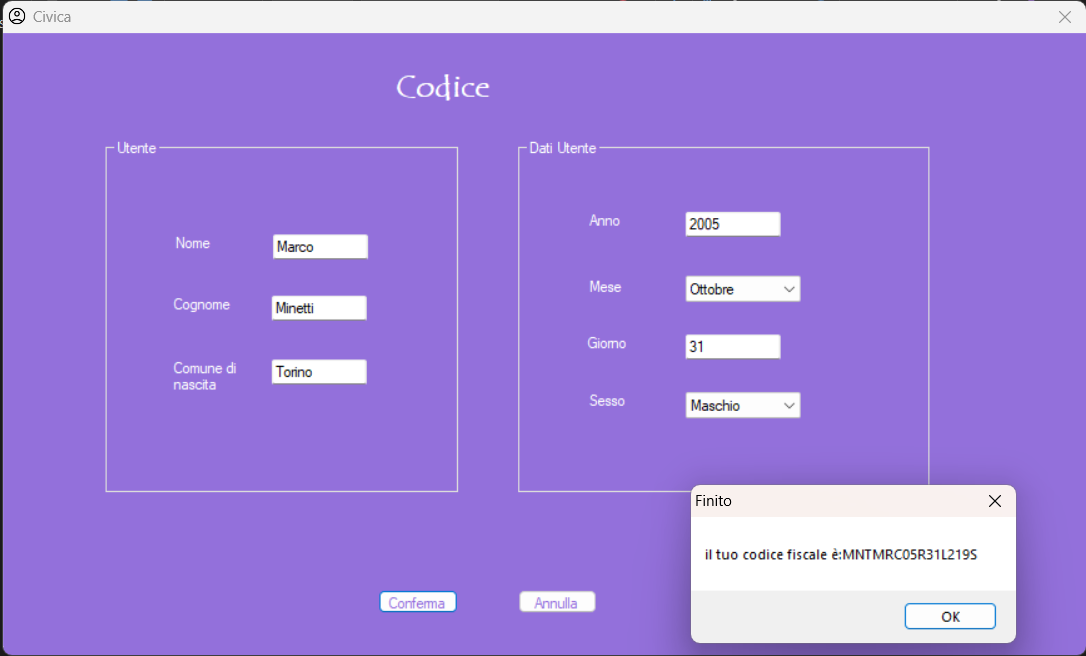 Civica
Codice
Utente
Nome
Marco
Cognome
Minetti
Comune di
nascita
Torino
Dati Utente
Anno
2005
Mese
Ottobre
Giorno
31
Sesso
Maschio
Conferma
Annulla
Finito
il tuo codice fiscale è:MNTMRC05R31L219S
OK